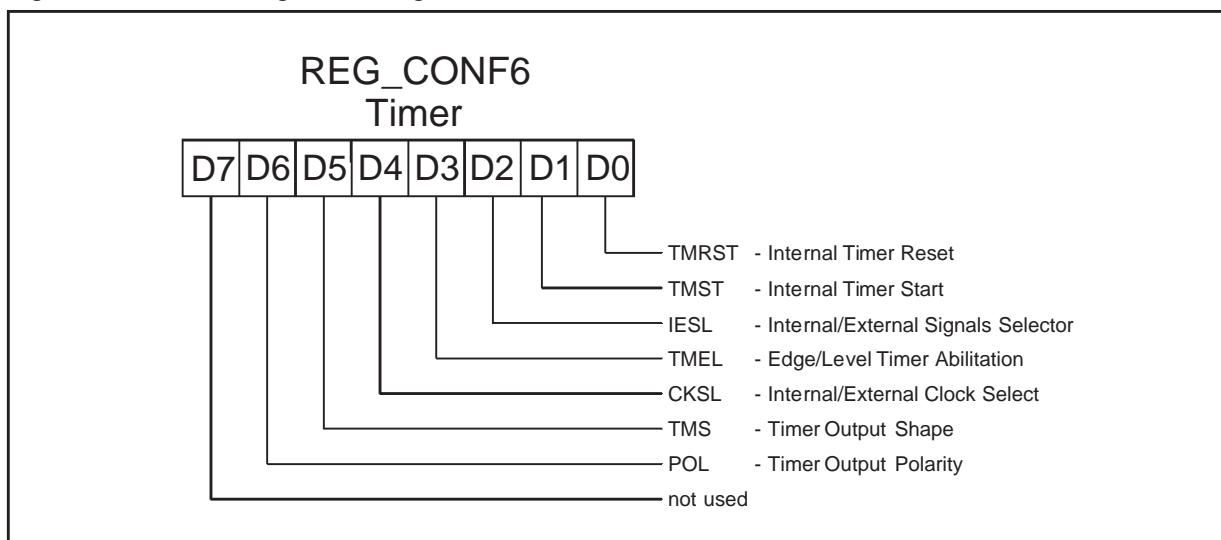 REG_CONF6
Timer
D7 D6 D5 D4 D3 D2 D1 D0
TMRST - Internal Timer Reset
TMST - Internal Timer Start
IESL - Internal/External Signals Selector
TMEL - Edge/Level Timer Abilitation
CKSL - Internal/External Clock Select
TMS - Timer Output Shape
POL - Timer Output Polarity
not used